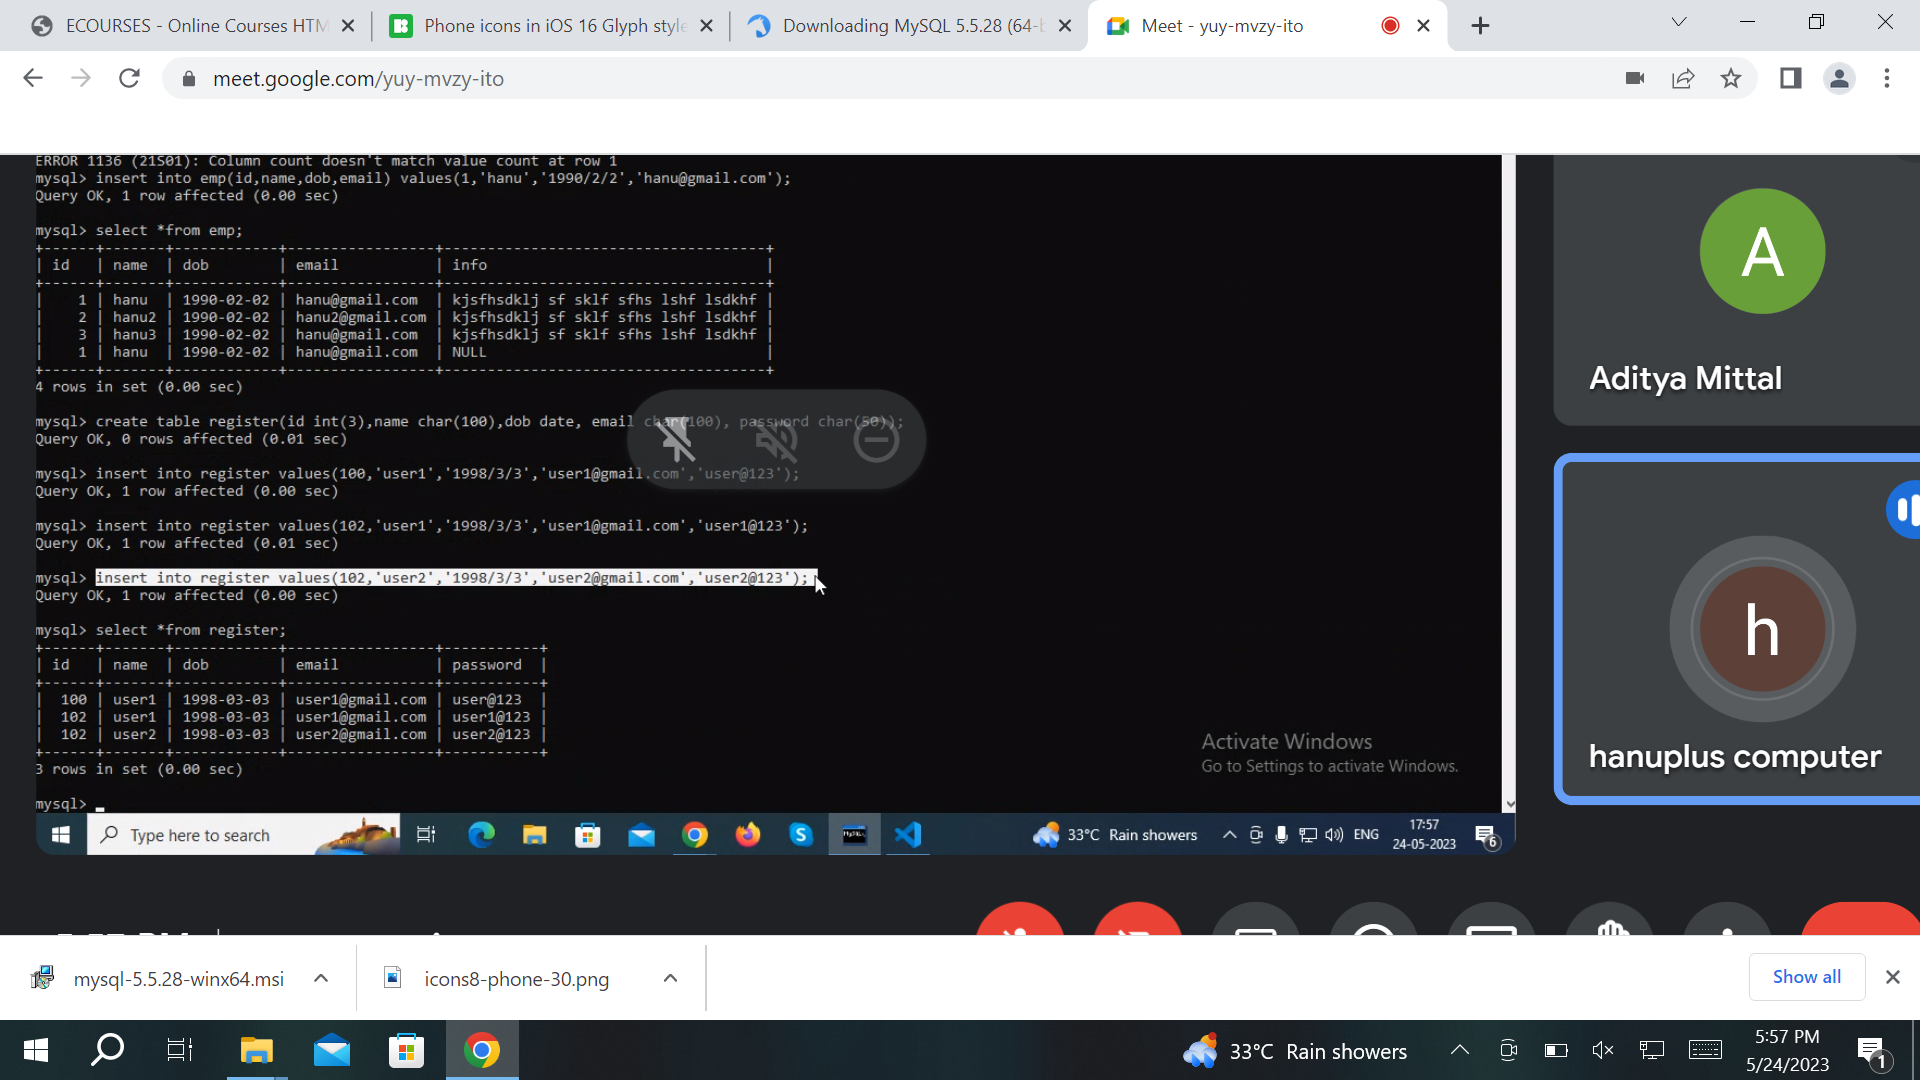 ECOURSES - Online Courses HTM
Phone icons in iOS 16 Glyph style
Downloading MySQL 5.5.28 (64-b
Meet - yuy-mvzy-ito
meet.google.com/yuy-mvzy-ito
ERROR 1136 (21S01): Column count doesn't match value count at row 1
mysql> insert into emp(id,name,dob,email) values(1,'hanu','1990/2/2','hanu@gmail.com');
Query OK, 1 row affected (0.00 sec)
mysql> select *from emp;
| id | name | dob | email | info |
| 1 | hanu | 1990-02-02 | hanu@gmail.com | kjsfhsdklj sf sklf sfhs lshf lsdkhf |
| 2 | hanu2 | 1990-02-02 | hanu2@gmail.com | kjsfhsdklj sf sklf sfhs lshf lsdkhf |
| 3 | hanu3 | 1990-02-02 | hanu@gmail.com | kjsfhsdklj sf sklf sfhs lshf lsdkhf |
| 1 | hanu | 1990-02-02 | hanu@gmail.com | NULL |
4 rows in set (0.00 sec)
mysql> create table register(id int(3),name char(100),dob date, email char(100), password char(50));
Query OK, 0 rows affected (0.01 sec)
mysql> insert into register values(100,'user1','1998/3/3','user1@gmail.com','user@123');
Query OK, 1 row affected (0.00 sec)
mysql> insert into register values(102,'user1','1998/3/3','user1@gmail.com','user1@123');
Query OK, 1 row affected (0.01 sec)
mysql> insert into register values(102,'user2','1998/3/3','user2@gmail.com','user2@123');
Query OK, 1 row affected (0.00 sec)
mysql> select *from register;
| id | name | dob | email | password |
| 100 | user1 | 1998-03-03 | user1@gmail.com | user@123 |
| 102 | user1 | 1998-03-03 | user1@gmail.com | user1@123 |
| 102 | user2 | 1998-03-03 | user2@gmail.com | user2@123 |
3 rows in set (0.00 sec)
mysql>
Activate Windows
Go to Settings to activate Windows.
Type here to search
33°C Rain showers
ENG
17:57
24-05-2023
6
A
Aditya Mittal
h
hanuplus computer
mysql-5.5.28-winx64.msi
icons8-phone-30.png
Show all
33°C Rain showers
5:57 PM
5/24/2023
1